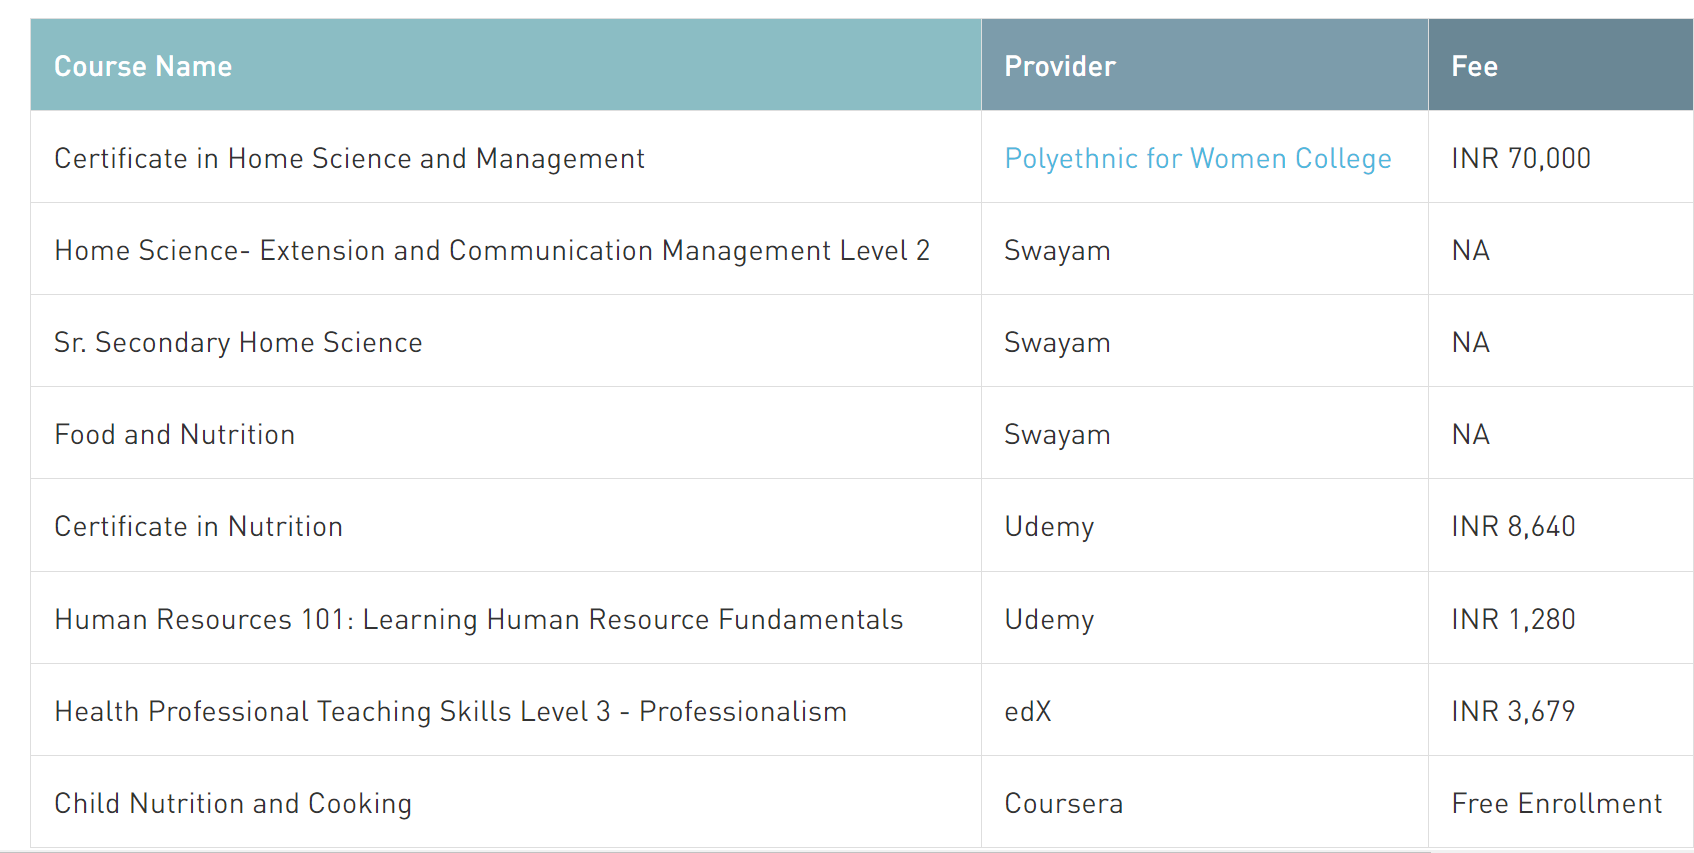 Course Name Provider Fee
Certificate in Home Science and Management Polyethnic for Women College INR 70,000
Home Science- Extension and Communication Management Level 2 Swayam NA
Sr. Secondary Home Science Swayam NA
Food and Nutrition Swayam NA
Certificate in Nutrition Udemy INR 8,640
Human Resources 101: Learning Human Resource Fundamentals Udemy INR 1,280
Health Professional Teaching Skills Level 3 - Professionalism edX INR 3,679
Child Nutrition and Cooking Coursera Free Enrollment